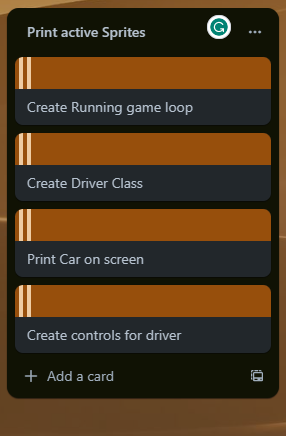 Print active Sprites
Create Running game loop
Create Driver Class
Print Car on screen
Create controls for driver
Add a card